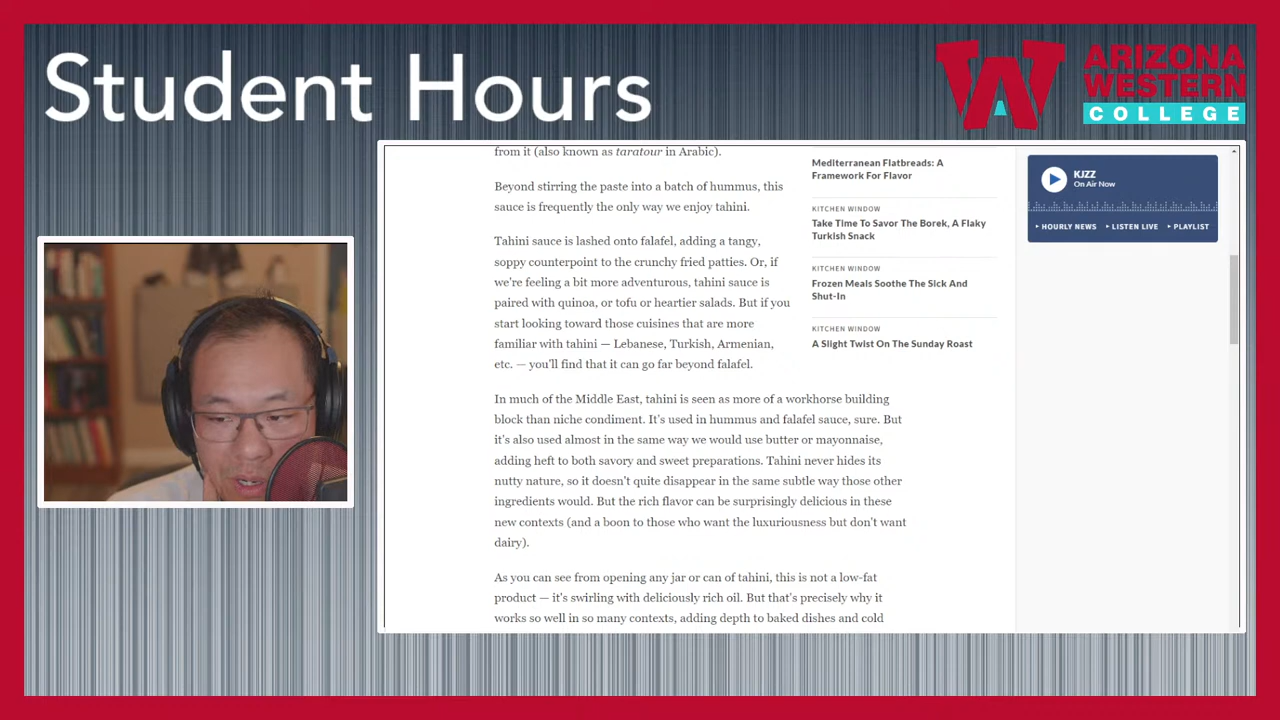 Student Hours
ARIZONA
WESTERN
COLLEGE
from it (also known as taratour in Arabic).
Beyond stirring the paste into a batch of hummus, this
sauce is frequently the only way we enjoy tahini.
Tahini sauce is lashed onto falafel, adding a tangy,
soppy counterpoint to the crunchy fried patties. Or, if
we're feeling a bit more adventurous, tahini sauce is
paired with quinoa, or tofu or heartier salads. But if you
start looking toward those cuisines that are more
familiar with tahini — Lebanese, Turkish, Armenian,
etc. — you'll find that it can go far beyond falafel.
In much of the Middle East, tahini is seen as more of a workhorse building
block than niche condiment. It's used in hummus and falafel sauce, sure. But
it's also used almost in the same way we would use butter or mayonnaise,
adding heft to both savory and sweet preparations. Tahini never hides its
nutty nature, so it doesn't quite disappear in the same subtle way those other
ingredients would. But the rich flavor can be surprisingly delicious in these
new contexts (and a boon to those who want the luxuriousness but don't want
dairy).
As you can see from opening any jar or can of tahini, this is not a low-fat
product — it's swirling with deliciously rich oil. But that's precisely why it
works so well in so many contexts, adding depth to baked dishes and cold
Mediterranean Flatbreads: A
Framework For Flavor
KITCHEN WINDOW
Take Time To Savor The Borek, A Flaky
Turkish Snack
KITCHEN WINDOW
Frozen Meals Soothe The Sick And
Shut-In
KITCHEN WINDOW
A Slight Twist On The Sunday Roast
KJZZ
On Air Now
HOURLY NEWS LISTEN LIVE PLAYLIST